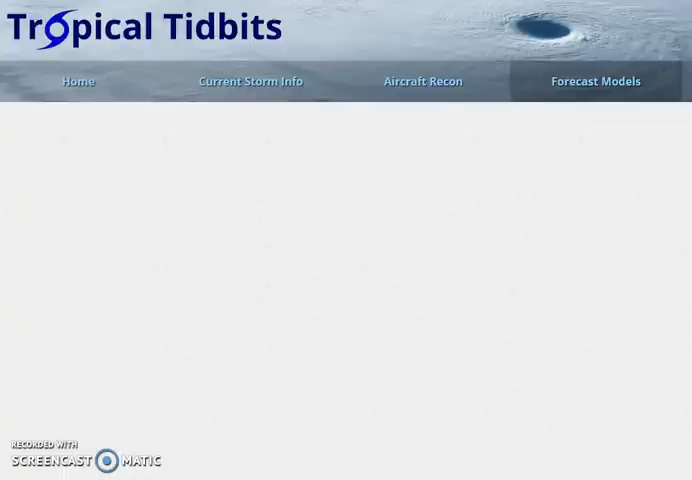 Tropical Tidbits
Home Current Storm Info Aircraft Recon Forecast Models
RECORDED WITH
SCREENCAST MATIC